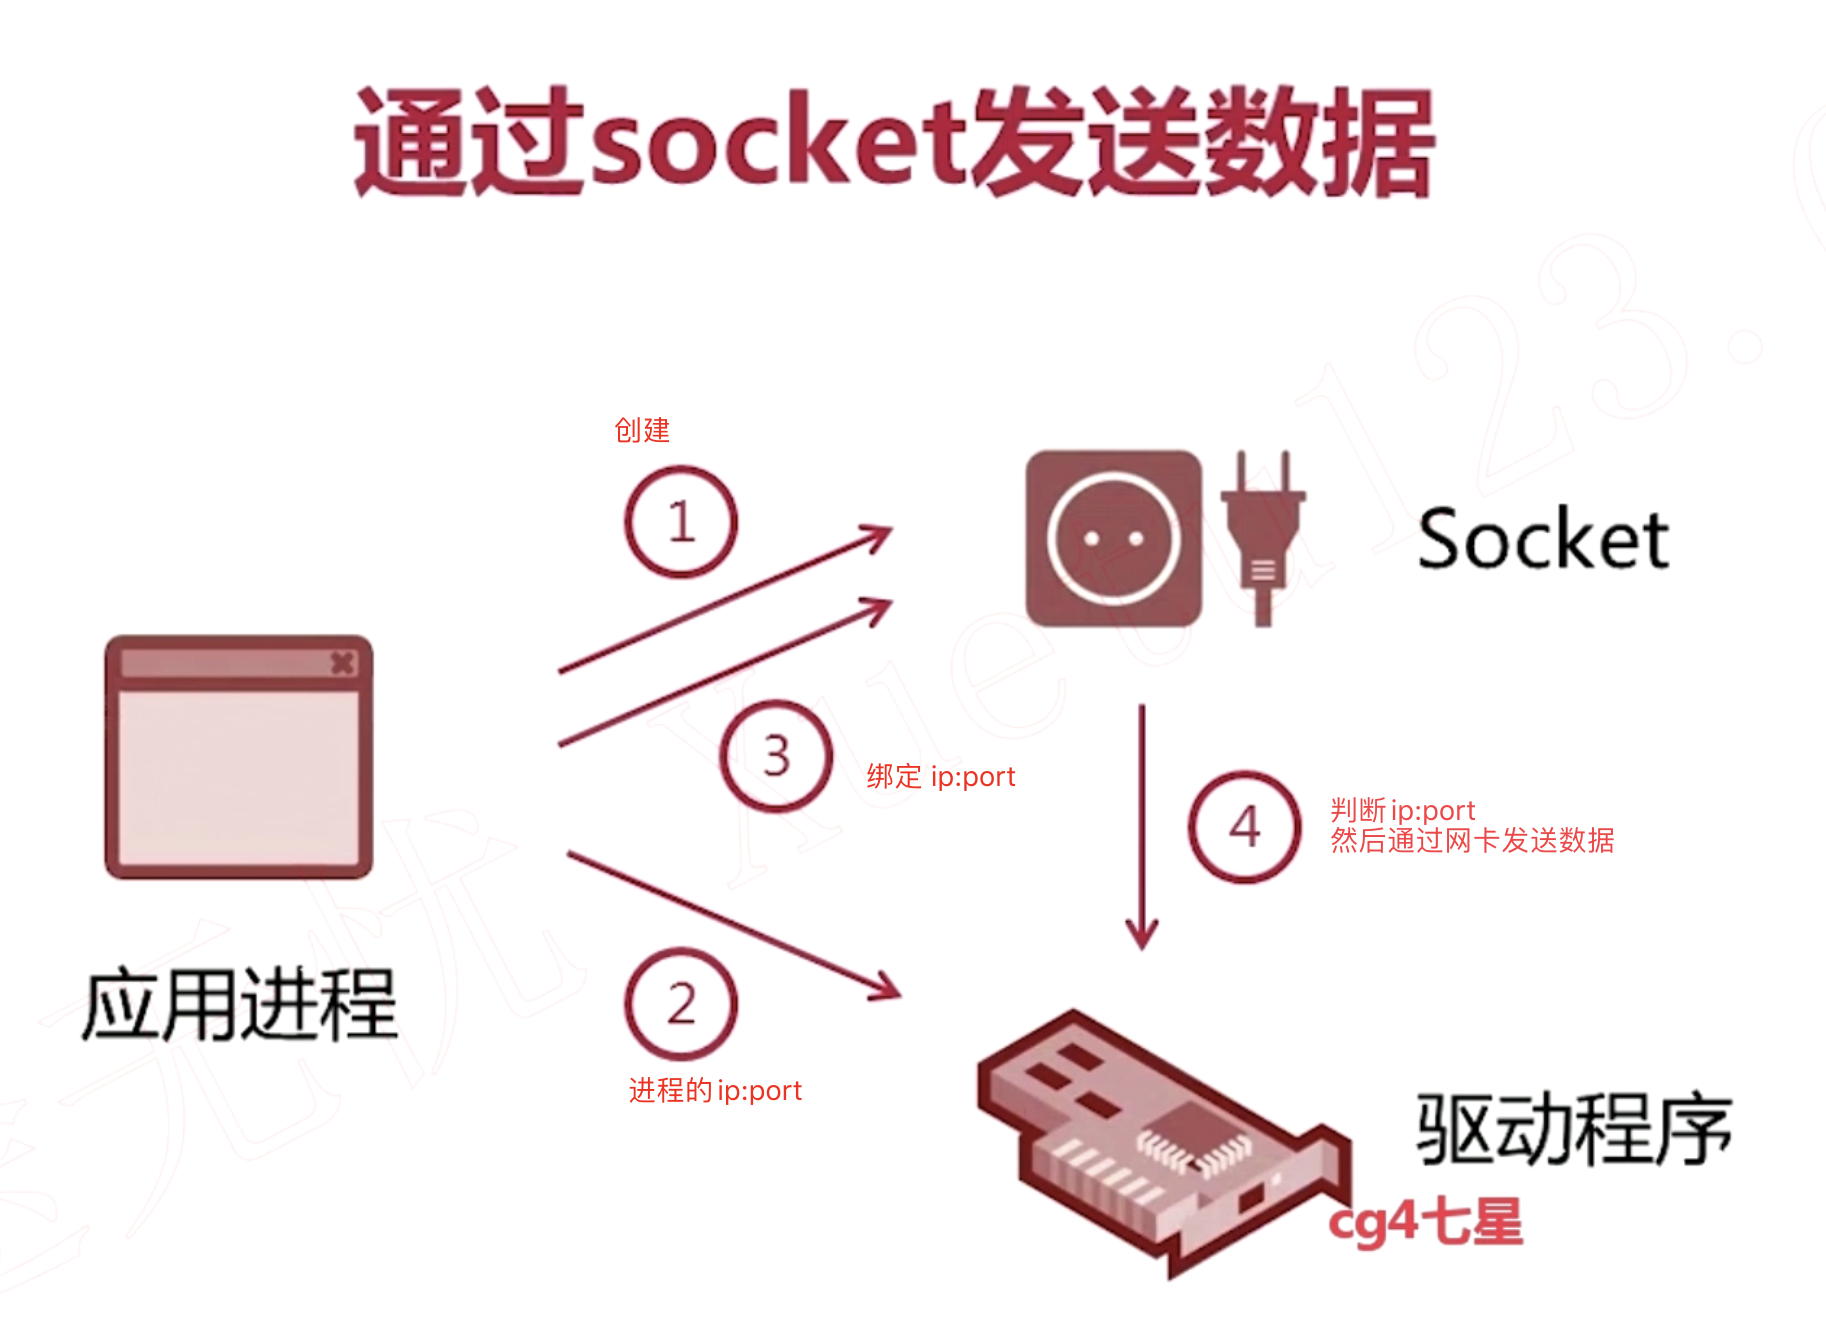 通过socket发送数据
创建
1
Socket
3
绑定 ip:port
4
判断ip:port
然后通过网卡发送数据
应用进程
2
进程的ip:port
驱动程序
cg4七星